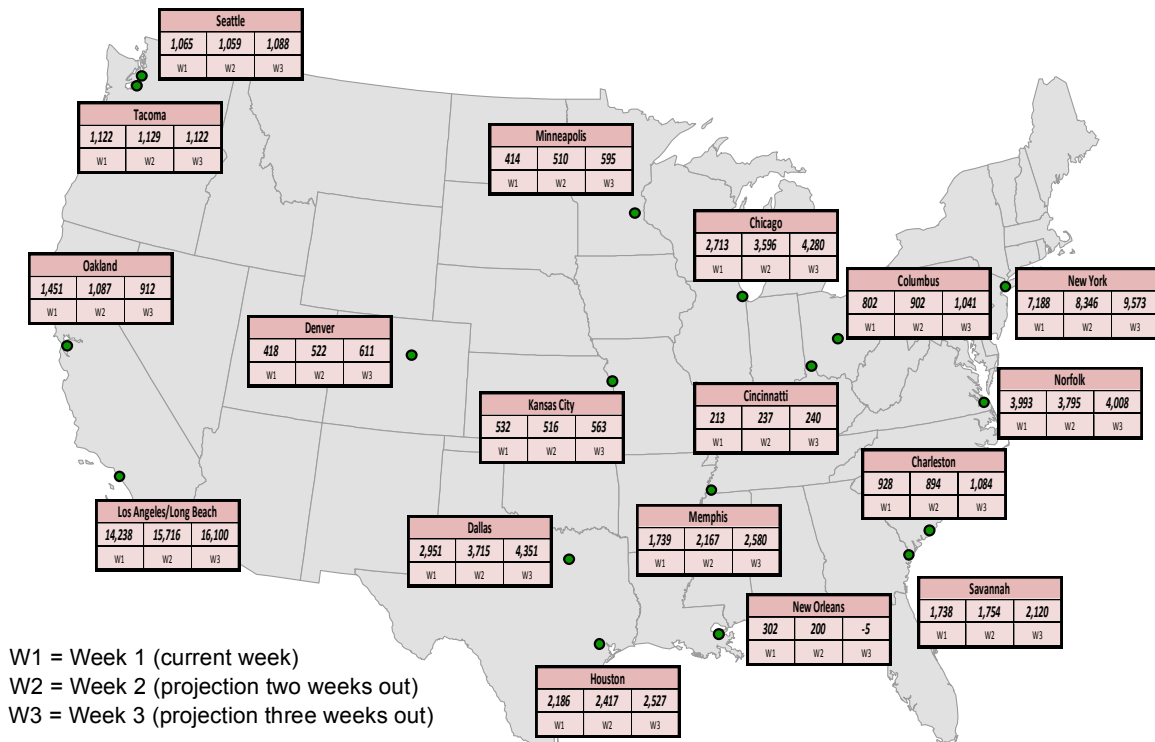 Seattle
1,065 1,059 1,088
W1 W2 W3
Tacoma
1,122 1,129 1,122
W1 W2 W3
Minneapolis
414 510 595
W1 W2 W3
Chicago
2,713 3,596 4,280
W1 W2 W3
Oakland
1,451 1,087 912
W1 W2 W3
Columbus
802 902 1,041
W1 W2 W3
New York
7,188 8,346 9,573
W1 W2 W3
Denver
418 522 611
W1 W2 W3
Norfolk
3,993 3,795 4,008
W1 W2 W3
Kansas City
532 516 563
W1 W2 W3
Cincinnatti
213 237 240
W1 W2 W3
Charleston
928 894 1,084
W1 W2 W3
Los Angeles/Long Beach
14,238 15,716 16,100
W1 W2 W3
Dallas
2,951 3,715 4,351
W1 W2 W3
Memphis
1,739 2,167 2,580
W1 W2 W3
Savannah
1,738 1,754 2,120
W1 W2 W3
New Orleans
302 200 -5
W1 W2 W3
Houston
2,186 2,417 2,527
W1 W2 W3
W1 = Week 1 (current week)
W2 = Week 2 (projection two weeks out)
W3 = Week 3 (projection three weeks out)